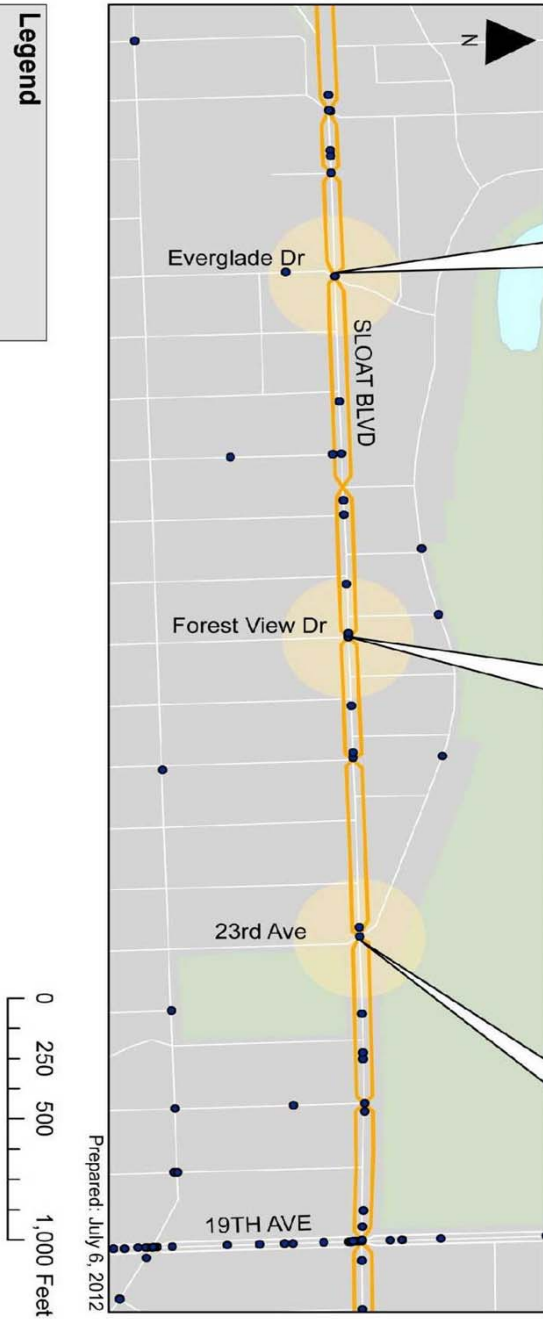 N
Everglade Dr
SLOAT BLVD
Forest View Dr
23rd Ave
19TH AVE
Legend
0 250 500 1,000 Feet
Prepared: July 6, 2012